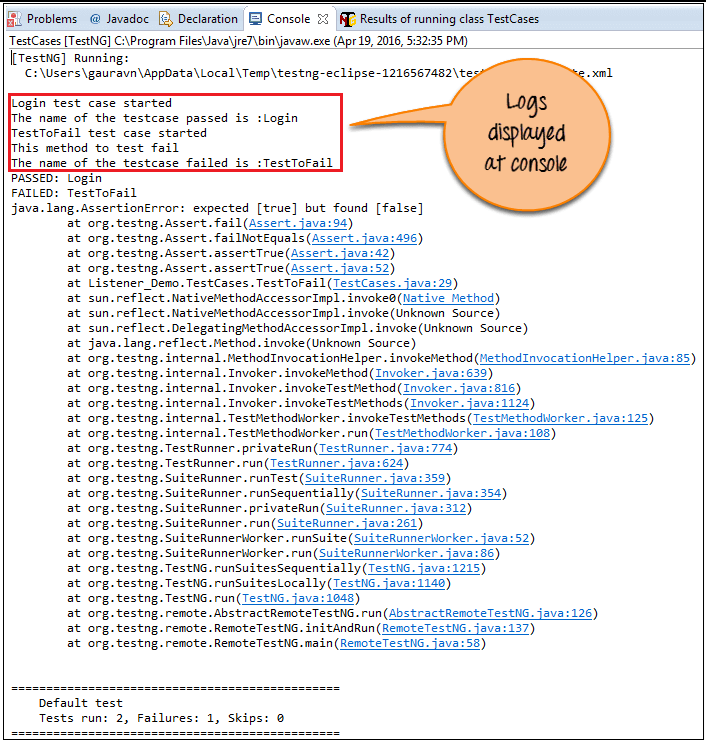 Problems @ Javadoc Declaration Console Results of running class TestCases
TestCases [TestNG] C:\Program Files\Java\jre7\bin\javaw.exe (Apr 19, 2016, 5:32:35 PM)
[TestNG] Running:
C:\Users\gauravn\AppData\Local\Temp\testng-eclipse-1216567482\test .xml
Login test case started
The name of the testcase passed is :Login
TestToFail test case started
This method to test fail
The name of the testcase failed is :TestToFail
Logs
displayed
at console
PASSED: Login
FAILED: TestToFail
java.lang.AssertionError: expected [true] but found [false]
at org.testng.Assert.fail(Assert.java:94)
at org.testng.Assert.failNotEquals(Assert.java:496)
at org.testng.Assert.assertTrue(Assert.java:42)
at org.testng.Assert.assertTrue(Assert.java:52)
at Listener_Demo.TestCases.TestToFail(TestCases.java:29)
at sun.reflect.NativeMethodAccessorImpl.invoke0(Native Method)
at sun.reflect.NativeMethodAccessorImpl.invoke(Unknown Source)
at sun.reflect.DelegatingMethodAccessorImpl.invoke(Unknown Source)
at java.lang.reflect.Method.invoke(Unknown Source)
at org.testng.internal.MethodInvocationHelper.invokeMethod(MethodInvocationHelper.java:85)
at org.testng.internal.Invoker.invokeMethod(Invoker.java:639)
at org.testng.internal.Invoker.invokeTestMethod(Invoker.java:816)
at org.testng.internal.Invoker.invokeTestMethods(Invoker.java:1124)
at org.testng.internal.TestMethodWorker.invokeTestMethods(TestMethodWorker.java:125)
at org.testng.internal.TestMethodWorker.run(TestMethodWorker.java:108)
at org.testng.TestRunner.privateRun(TestRunner.java:774)
at org.testng.TestRunner.run(TestRunner.java:624)
at org.testng.SuiteRunner.runTest(SuiteRunner.java:359)
at org.testng.SuiteRunner.runSequentially(SuiteRunner.java:354)
at org.testng.SuiteRunner.privateRun(SuiteRunner.java:312)
at org.testng.SuiteRunner.run(SuiteRunner.java:261)
at org.testng.SuiteRunnerWorker.runSuite(SuiteRunnerWorker.java:52)
at org.testng.SuiteRunnerWorker.run(SuiteRunnerWorker.java:86)
at org.testng.TestNG.runSuitesSequentially(TestNG.java:1215)
at org.testng.TestNG.runSuitesLocally(TestNG.java:1140)
at org.testng.TestNG.run(TestNG.java:1048)
at org.testng.remote.AbstractRemoteTestNG.run(AbstractRemoteTestNG.java:126)
at org.testng.remote.RemoteTestNG.initAndRun(RemoteTestNG.java:137)
at org.testng.remote.RemoteTestNG.main(RemoteTestNG.java:58)
===============================================
Default test
Tests run: 2, Failures: 1, Skips: 0
===============================================